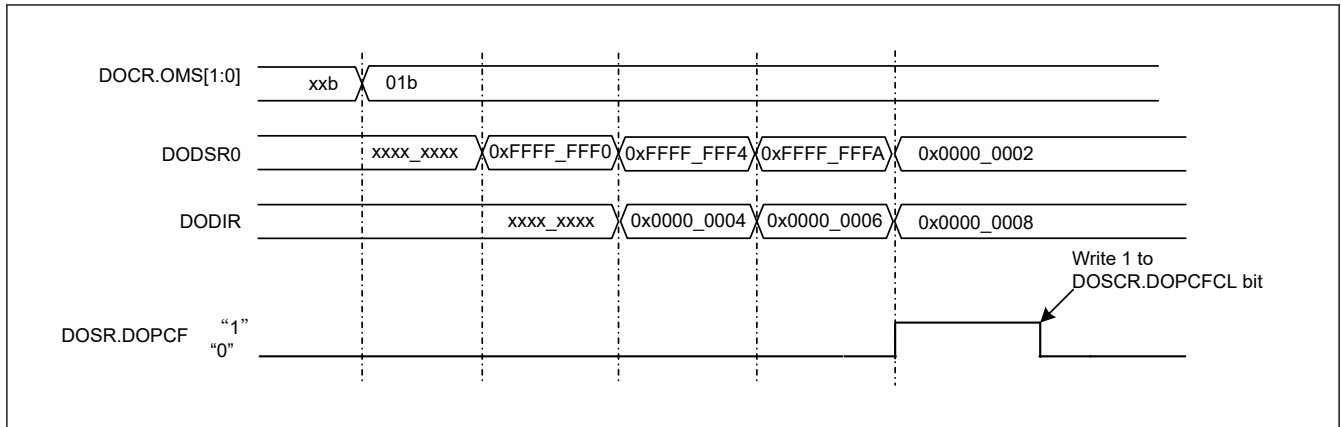 DOCR.OMS[1:0] xxb 01b
DODSR0 xxxx_xxxx 0xFFFF_FFF0 0xFFFF_FFF4 0xFFFF_FFFA 0x0000_0002
DODIR xxxx_xxxx 0x0000_0004 0x0000_0006 0x0000_0008
Write 1 to
DOSCR.DOPCFCL bit
DOSR.DOPCF “1”
“0”